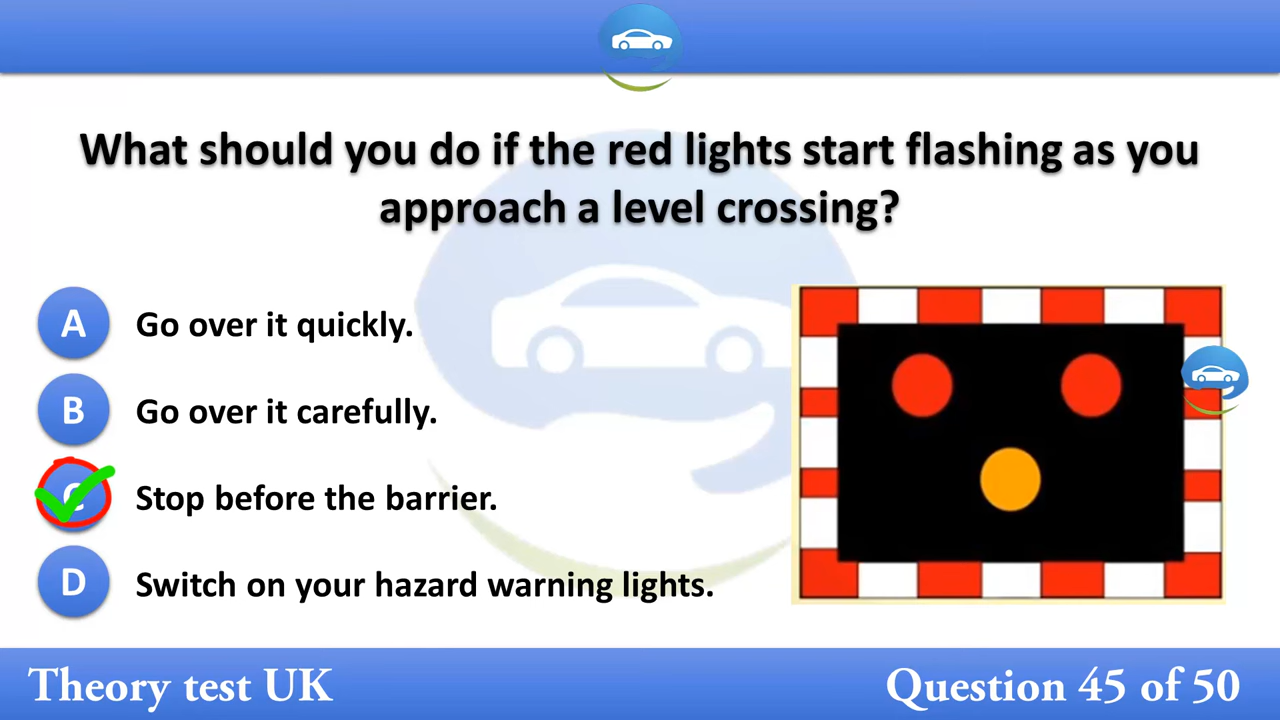 What should you do if the red lights start flashing as you
approach a level crossing?
A Go over it quickly.
B Go over it carefully.
C Stop before the barrier.
D Switch on your hazard warning lights.
Theory test UK
Question 45 of 50